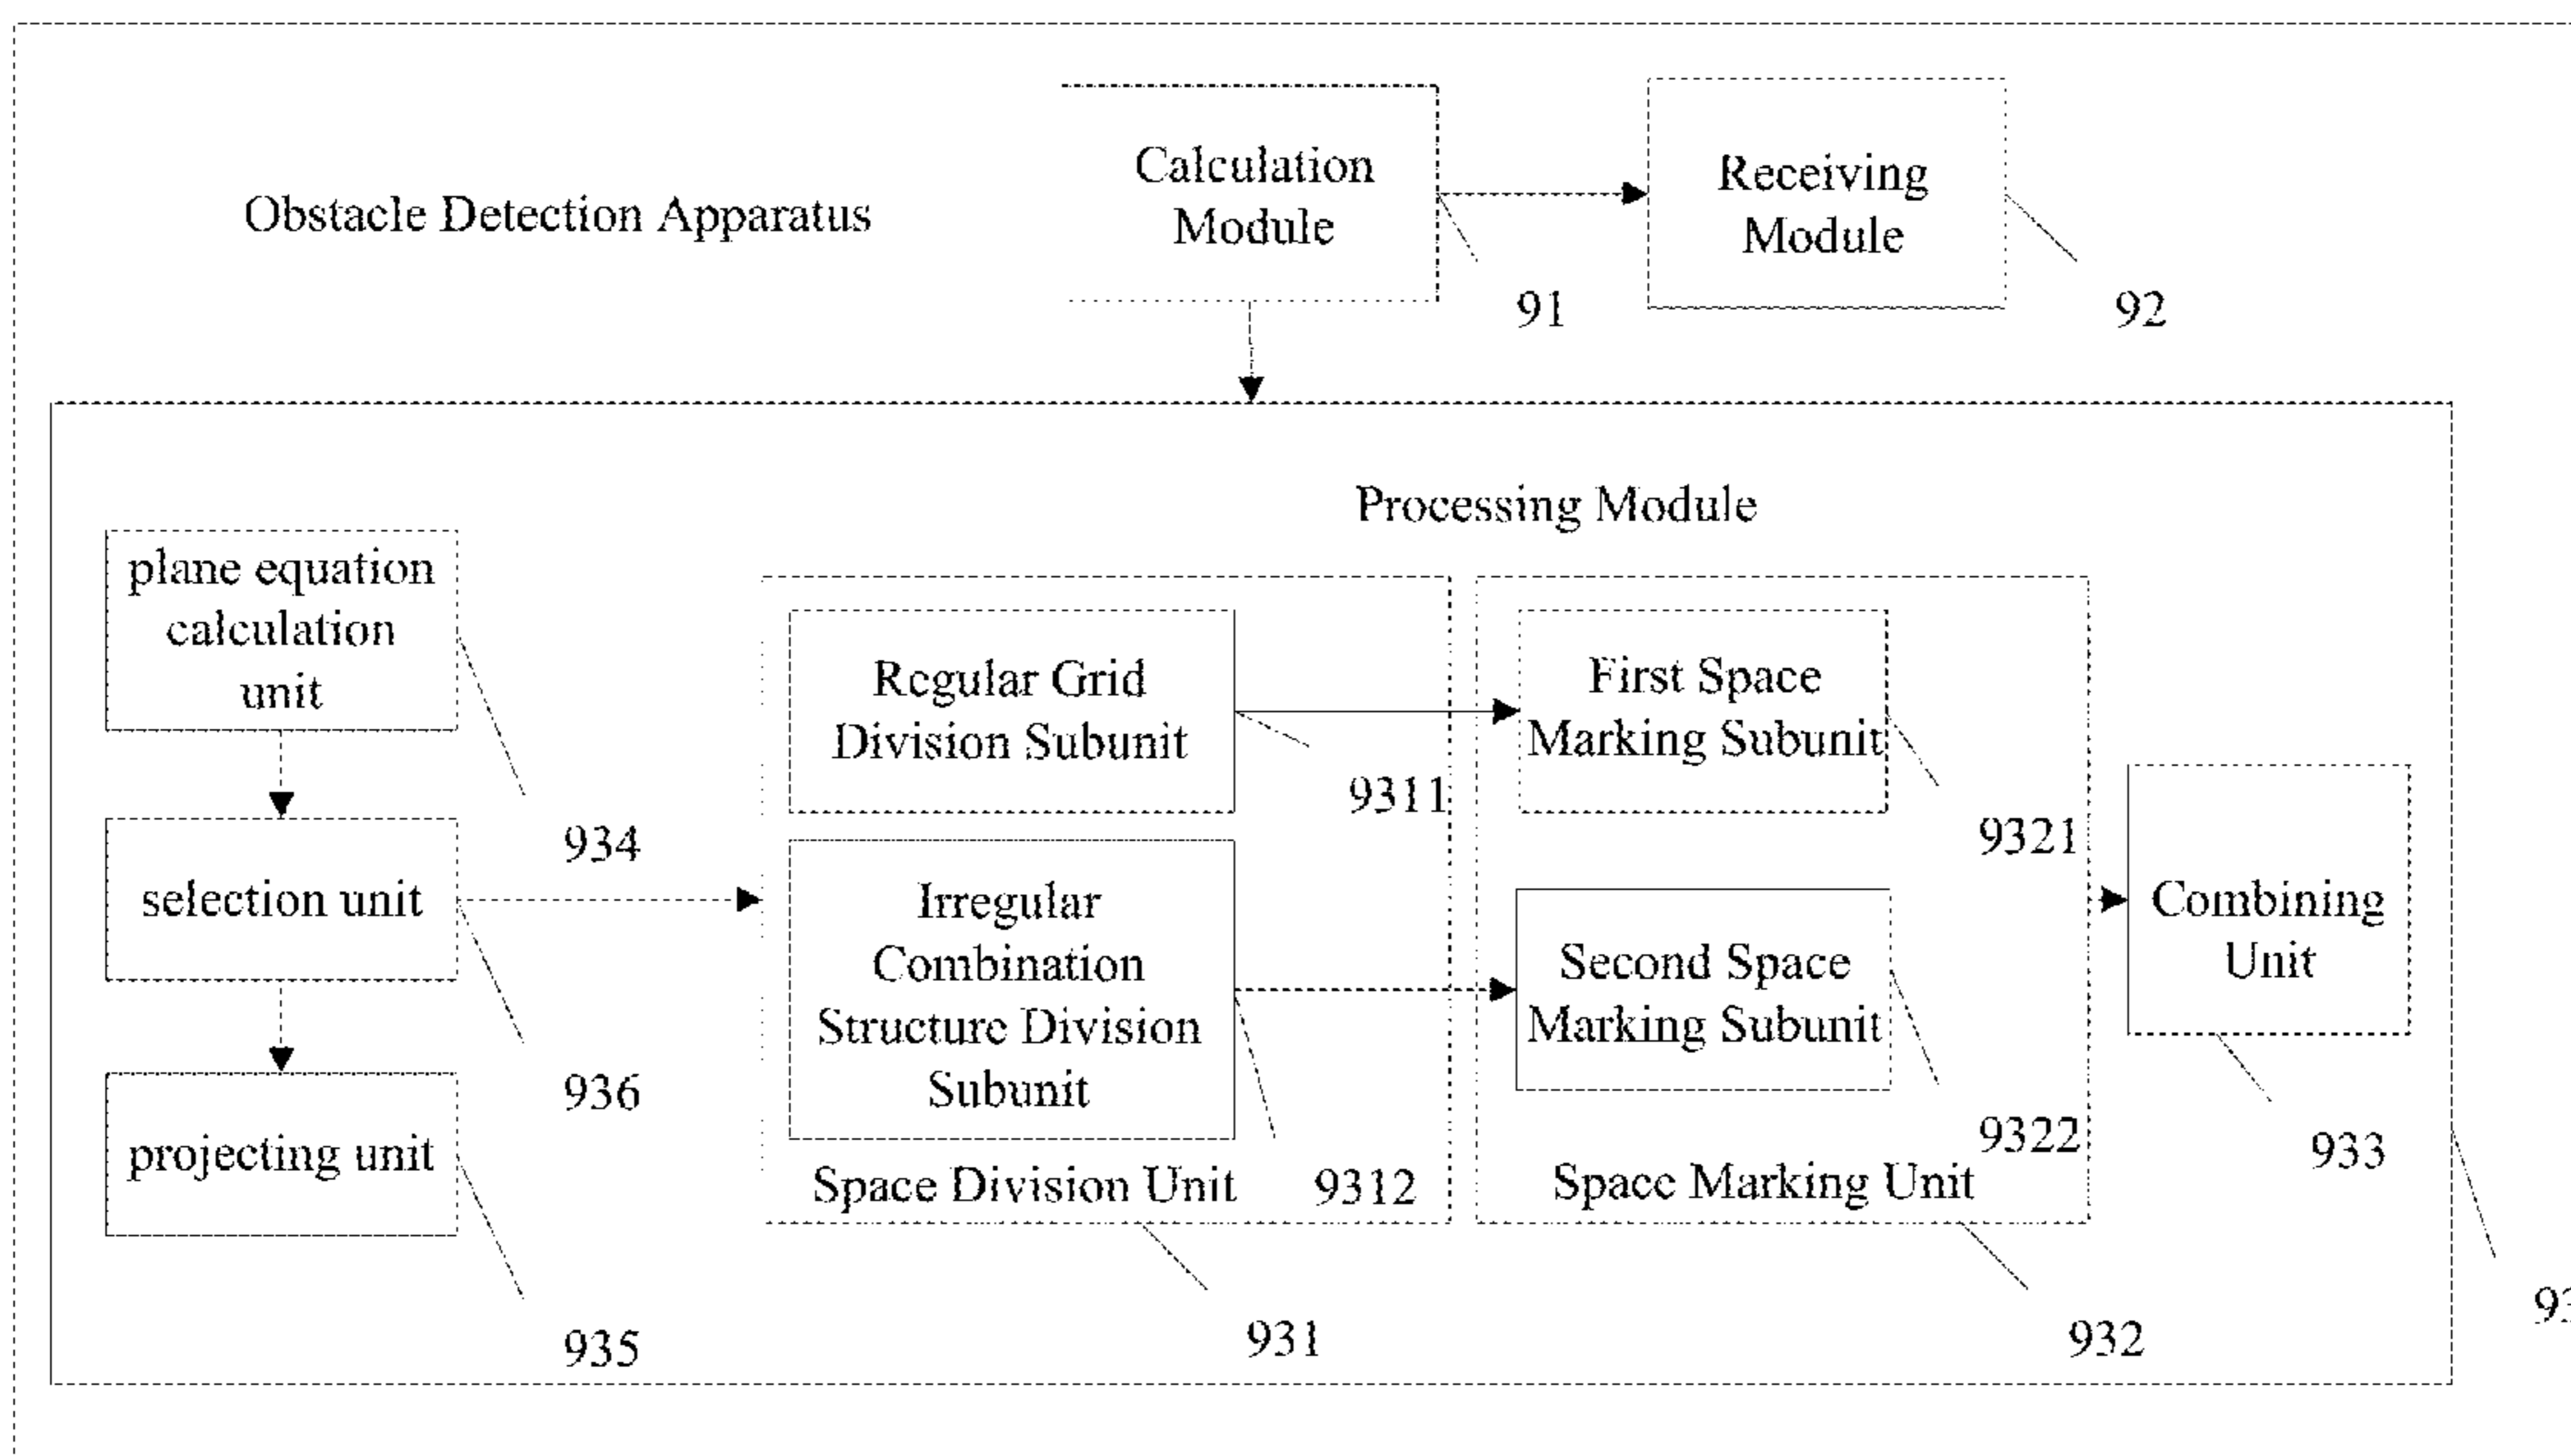 Obstacle Detection Apparatus
Calculation
Module
91
Receiving
Module
92
Processing Module
plane equation
calculation
unit
934
selection unit
936
projecting unit
935
Regular Grid
Division Subunit
9311
Irregular
Combination
Structure Division
Subunit
9312
Space Division Unit
931
First Space
Marking Subunit
9321
Second Space
Marking Subunit
9322
Space Marking Unit
932
Combining
Unit
933